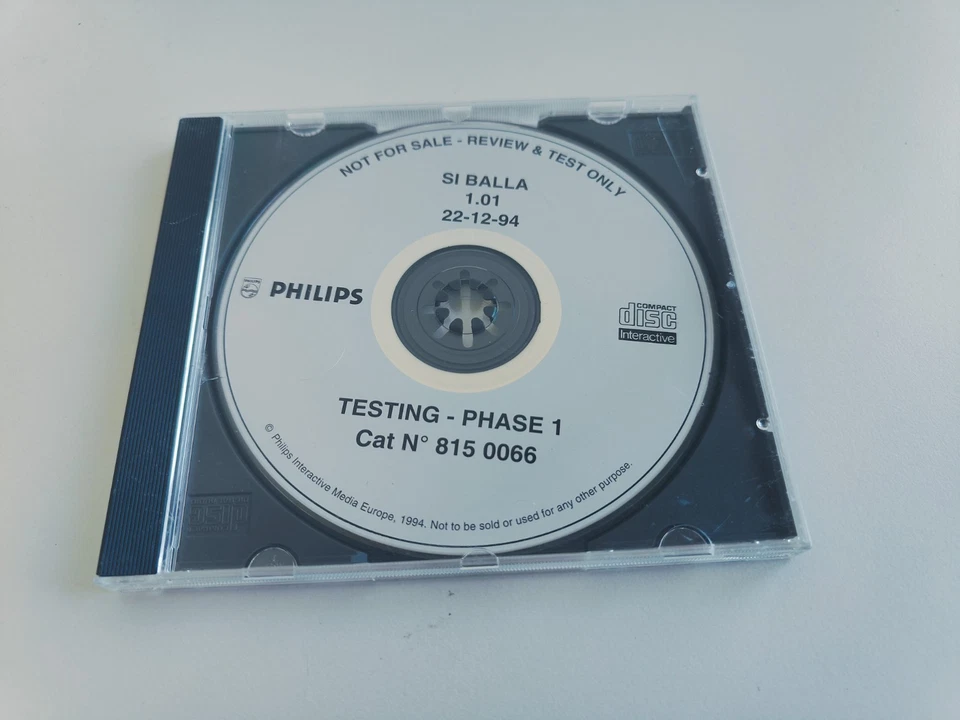 NOT FOR SALE - REVIEW & TEST ONLY
SI BALLA
1.01
22-12-94
PHILIPS
COMPACT
disc
Interactive
TESTING - PHASE 1
Cat N° 815 0066
© Philips Interactive Media Europe, 1994. Not to be sold or used for any other purpose.